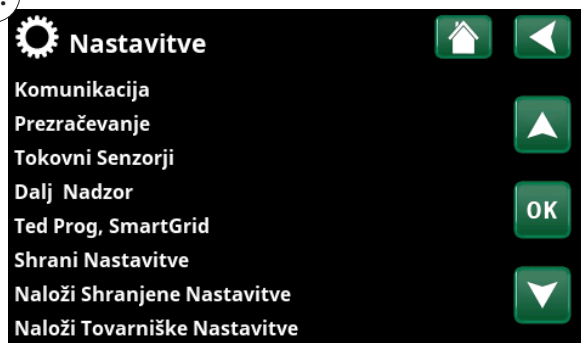 Nastavitve
Komunikacija
Prezračevanje
Tokovni Senzorji
Dalj Nadzor
Ted Prog, SmartGrid
OK
Shrani Nastavitve
Naloži Shranjene Nastavitve
Naloži Tovarniške Nastavitve